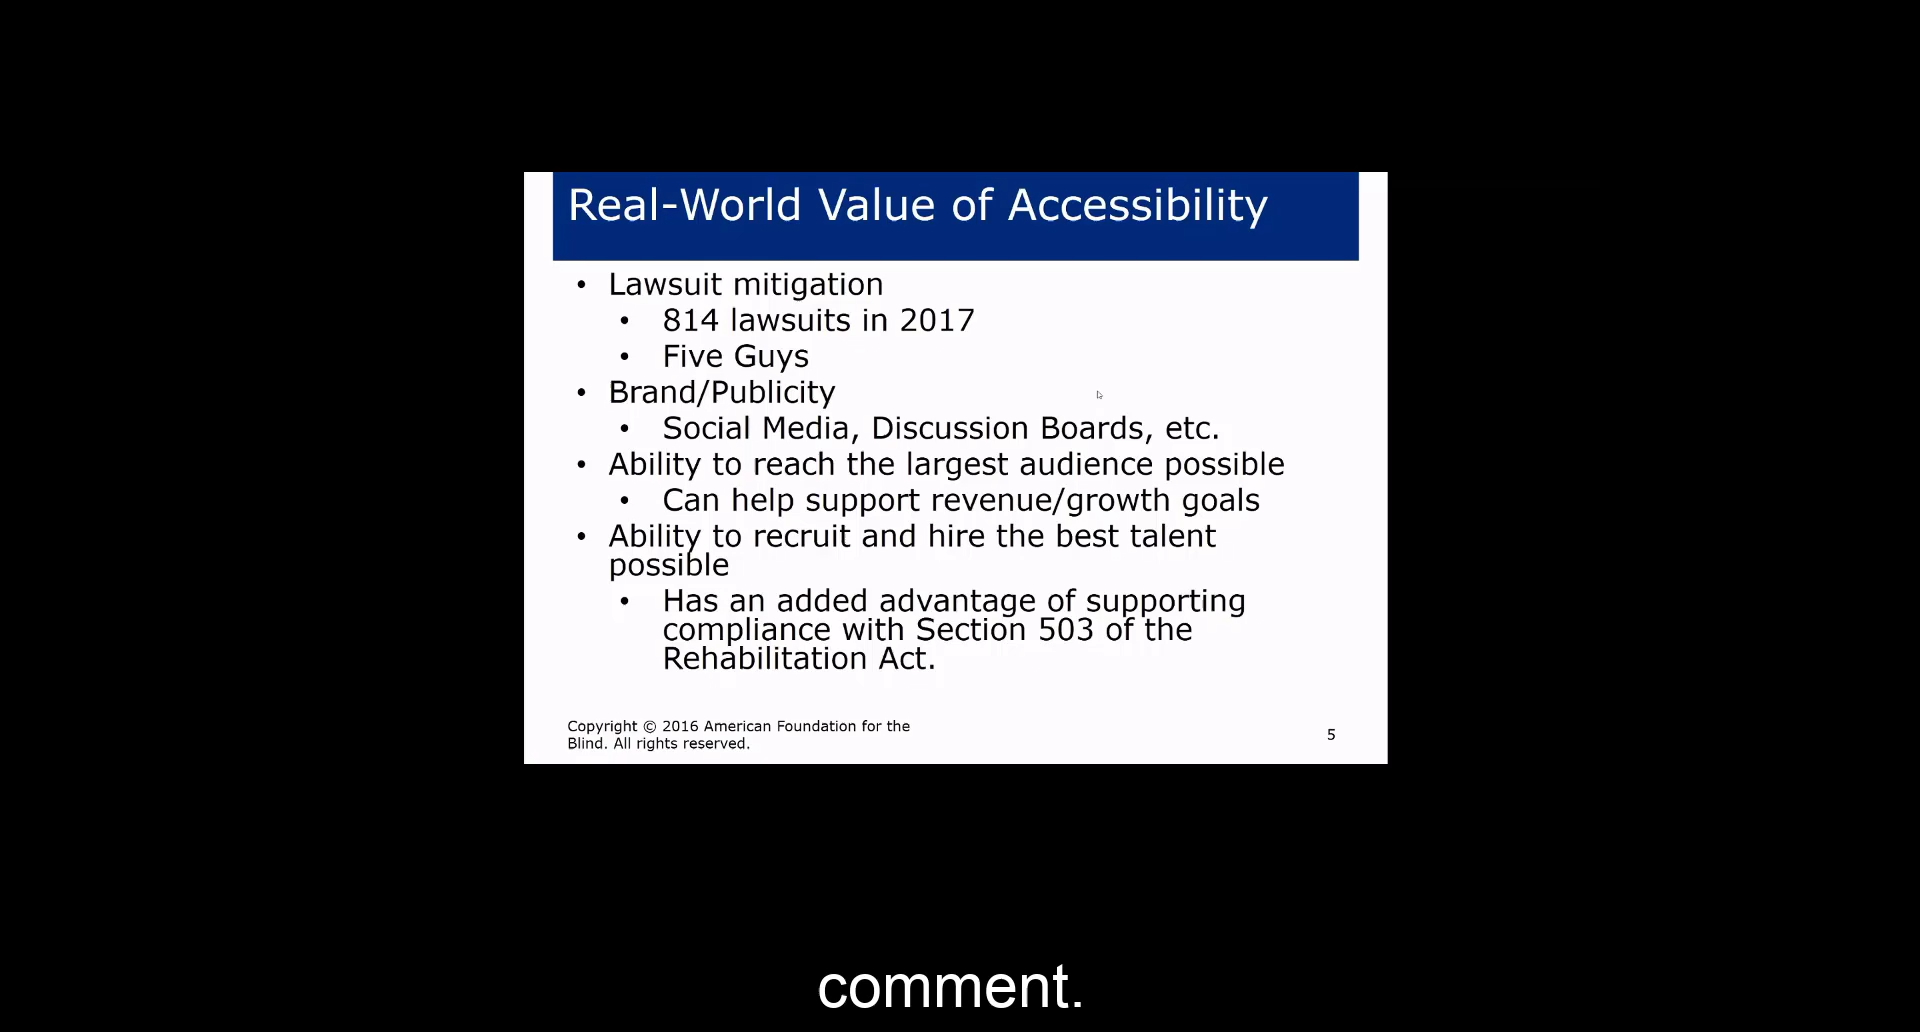 Real-World Value of Accessibility
• Lawsuit mitigation
• 814 lawsuits in 2017
• Five Guys
• Brand/Publicity
• Social Media, Discussion Boards, etc.
• Ability to reach the largest audience possible
• Can help support revenue/growth goals
• Ability to recruit and hire the best talent
possible
• Has an added advantage of supporting
compliance with Section 503 of the
Rehabilitation Act.
Copyright © 2016 American Foundation for the
Blind. All rights reserved.
5
comment.